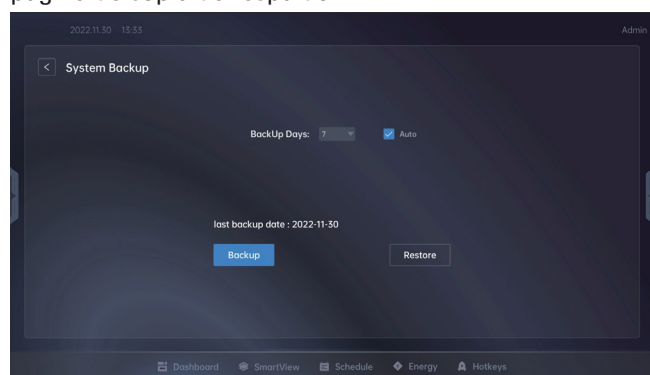 2022.11.30 13:33
Admin
< System Backup
BackUp Days: 7 Auto
last backup date : 2022-11-30
Backup Restore
Dashboard SmartView Schedule Energy Hotkeys